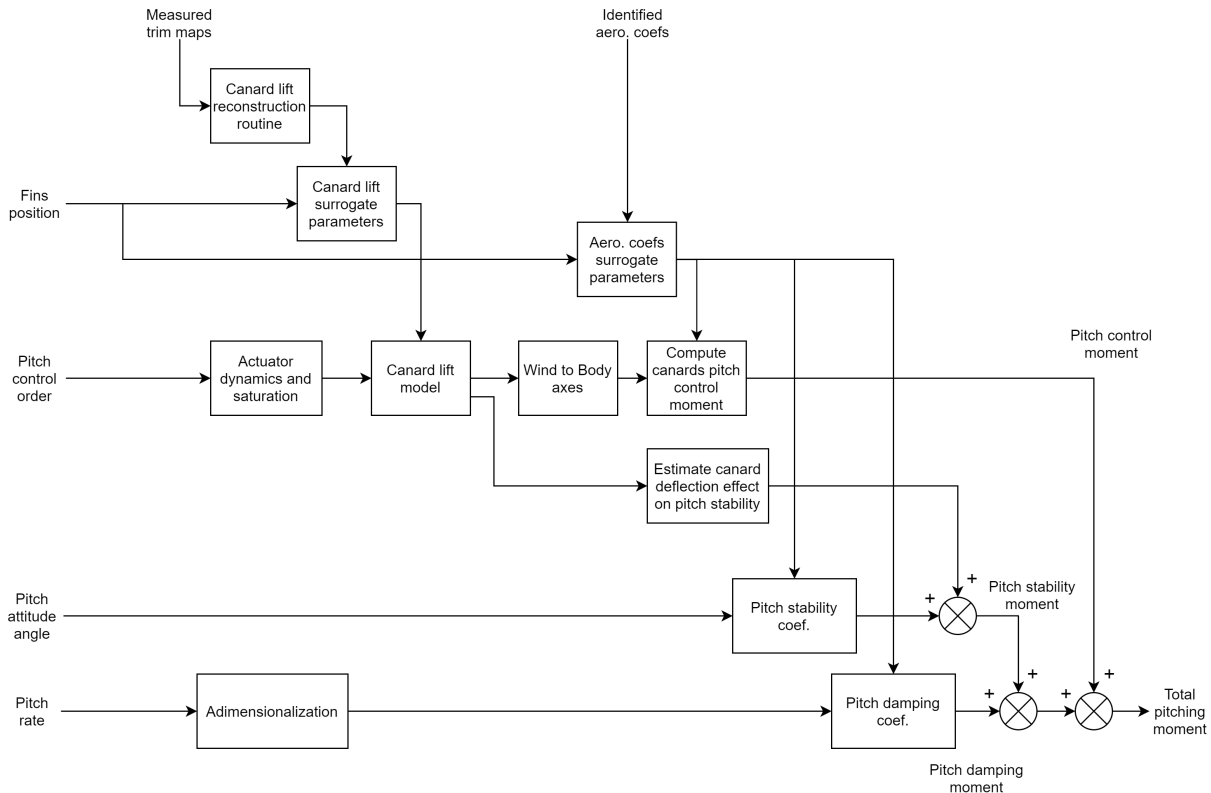 Measured
trim maps
Identified
aero. coefs
Canard lift
reconstruction
routine
Fins
position
Canard lift
surrogate
parameters
Aero. coefs
surrogate
parameters
Pitch control
moment
Pitch
control
order
Actuator
dynamics and
saturation
Canard lift
model
Wind to Body
axes
Compute
canards pitch
control
moment
Estimate canard
deflection effect
on pitch stability
Pitch
attitude
angle
Pitch stability
coef.
+
+
Pitch stability
moment
Pitch
rate
Adimensionalization
Pitch damping
coef.
+
+
+
+
Total
pitching
moment
Pitch damping
moment